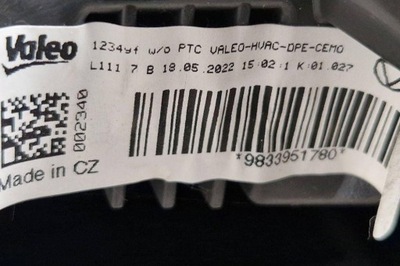 Valeo
12349f w/o PTC VALEO-HVAC-DPE-CEMO
L111 7 B 18.05.2022 15:02:1 K:01.027
002340
*9833951780*
Made in CZ